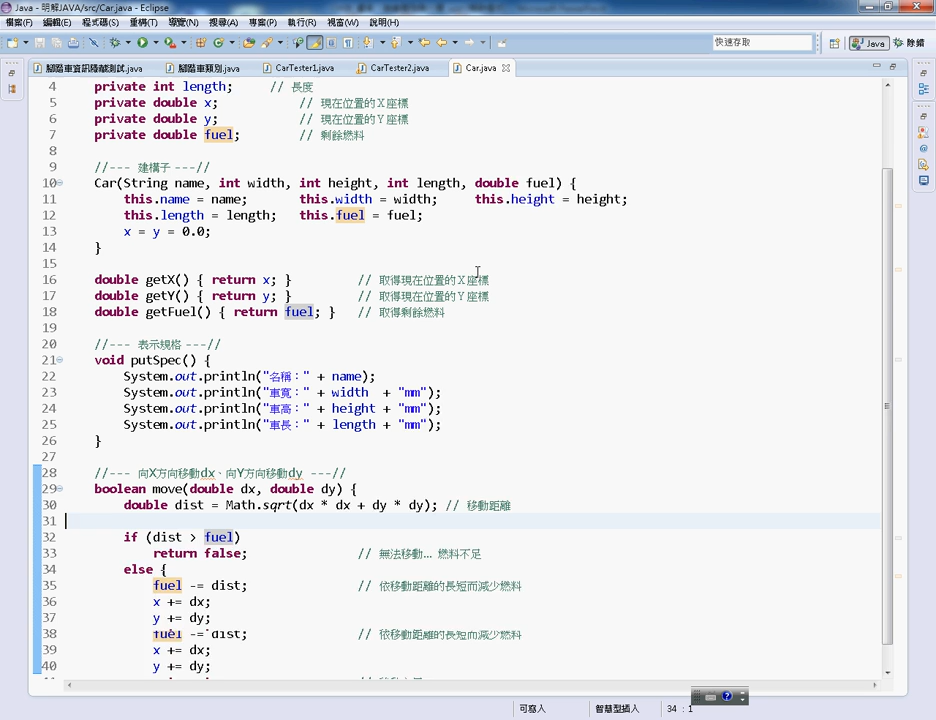 Java - 明解JAVA/src/Car.java - Eclipse
檔案(F) 編輯(E) 程式碼(S) 重構(T) 導覽(N) 搜尋(A) 專案(P) 執行(R) 視窗(W) 說明(H)
快速存取 Java 除錯
腳踏車類別.java CarTester1.java CarTester2.java Car.java
4 private int length; // 長度
5 private double x; // 現在位置的X座標
6 private double y; // 現在位置的Y座標
7 private double fuel; // 剩餘燃料
8
9 //--- 建構子 ---//
10 Car(String name, int width, int height, int length, double fuel) {
11 this.name = name; this.width = width; this.height = height;
12 this.length = length; this.fuel = fuel;
13 x = y = 0.0;
14 }
15
16 double getX() { return x; } // 取得現在位置的X座標
17 double getY() { return y; } // 取得現在位置的Y座標
18 double getFuel() { return fuel; } // 取得剩餘燃料
19
20 //--- 表示規格 ---//
21 void putSpec() {
22 System.out.println("名稱：" + name);
23 System.out.println("車寬：" + width + "mm");
24 System.out.println("車高：" + height + "mm");
25 System.out.println("車長：" + length + "mm");
26 }
27
28 //--- 向X方向移動dx、向Y方向移動dy ---//
29 boolean move(double dx, double dy) {
30 double dist = Math.sqrt(dx * dx + dy * dy); // 移動距離
31
32 if (dist > fuel)
33 return false; // 無法移動... 燃料不足
34 else {
35 fuel -= dist; // 依移動距離的長短而減少燃料
36 x += dx;
37 y += dy;
38 fuel -= dist; // 依移動距離的長短而減少燃料
39 x += dx;
40 y += dy;
可寫入 智慧型插入 34 : 1